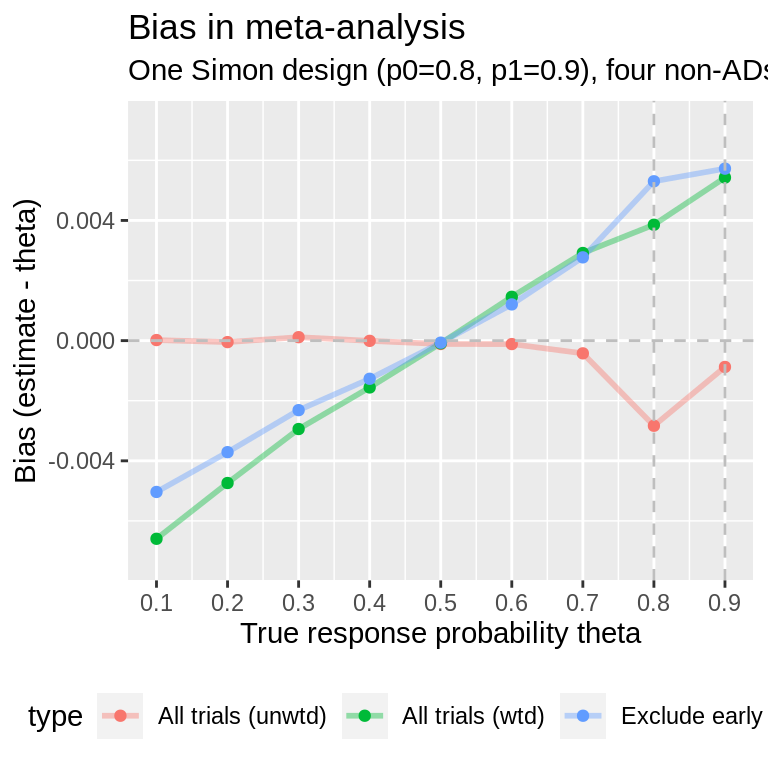 Bias in meta-analysis
One Simon design (p0=0.8, p1=0.9), four non-ADs
Bias (estimate - theta)
0.004
0.000
-0.004
0.1 0.2 0.3 0.4 0.5 0.6 0.7 0.8 0.9
True response probability theta
type All trials (unwtd) All trials (wtd) Exclude early